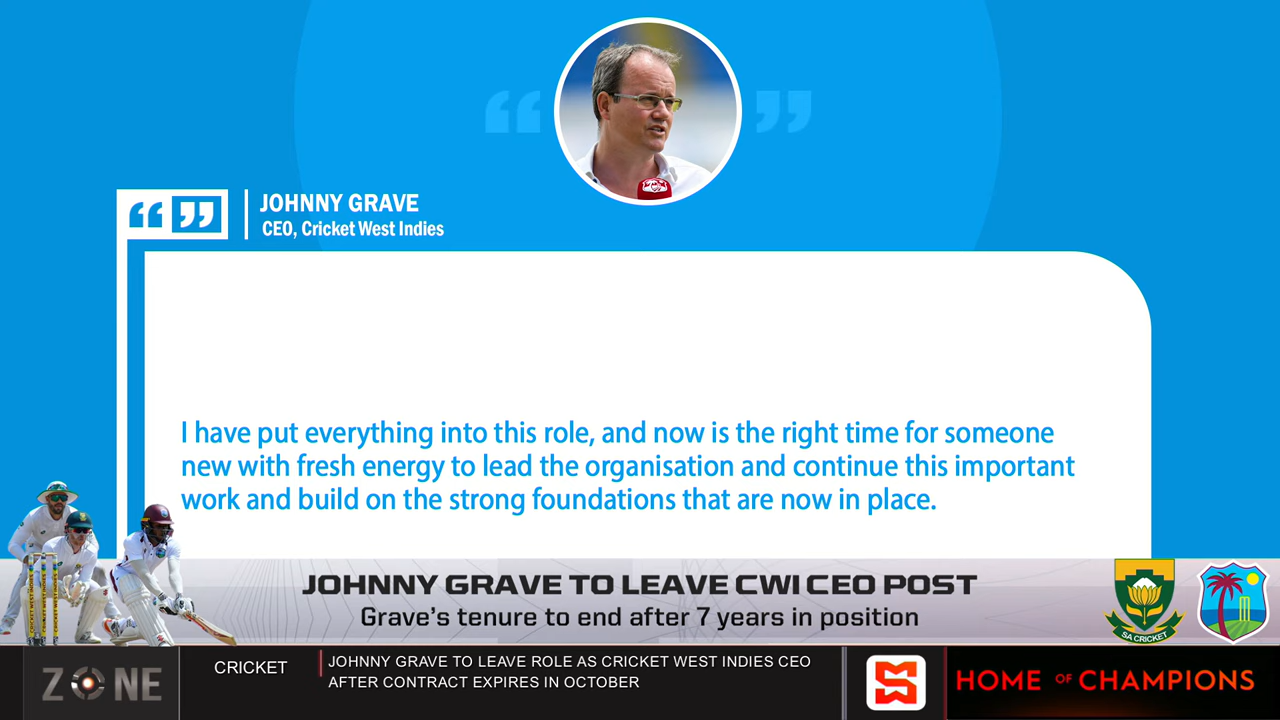 JOHNNY GRAVE
CEO, Cricket West Indies
I have put everything into this role, and now is the right time for someone
new with fresh energy to lead the organisation and continue this important
work and build on the strong foundations that are now in place.
JOHNNY GRAVE TO LEAVE CWI CEO POST
Grave's tenure to end after 7 years in position
SA CRICKET
ZONE
CRICKET
JOHNNY GRAVE TO LEAVE ROLE AS CRICKET WEST INDIES CEO
AFTER CONTRACT EXPIRES IN OCTOBER
HOME OF CHAMPIONS